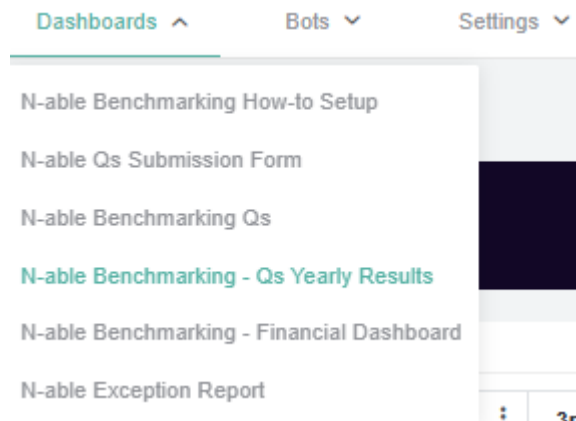 Dashboards
Bots
Settings
N-able Benchmarking How-to Setup
N-able Qs Submission Form
N-able Benchmarking Qs
N-able Benchmarking - Qs Yearly Results
N-able Benchmarking - Financial Dashboard
N-able Exception Report